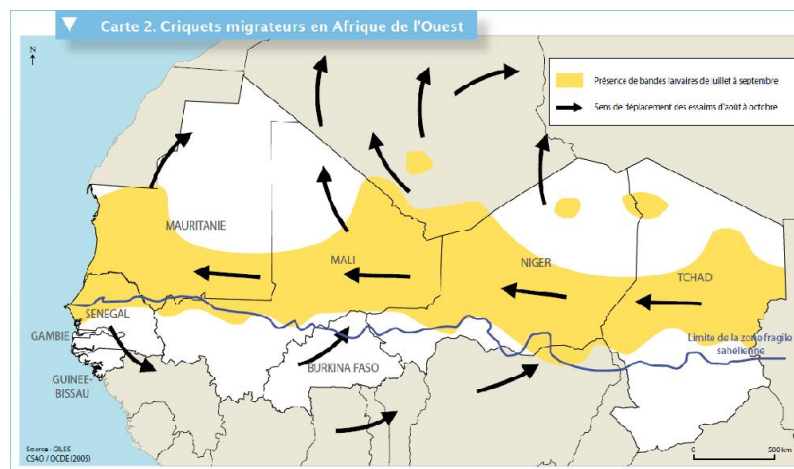 Carte 2. Criquets migrateurs en Afrique de l'Ouest
N
Présence de bandes larvaires de juillet à septembre
Sens de déplacement des essaims d'août à octobre
MAURITANIE
MALI
NIGER
TCHAD
SENEGAL
GAMBIE
GUINEE-
BISSAU
BURKINA FASO
Limite de la zone fragile
sahélienne
Source : CILSS
CSAO / OCDE (2005)
0
500 km